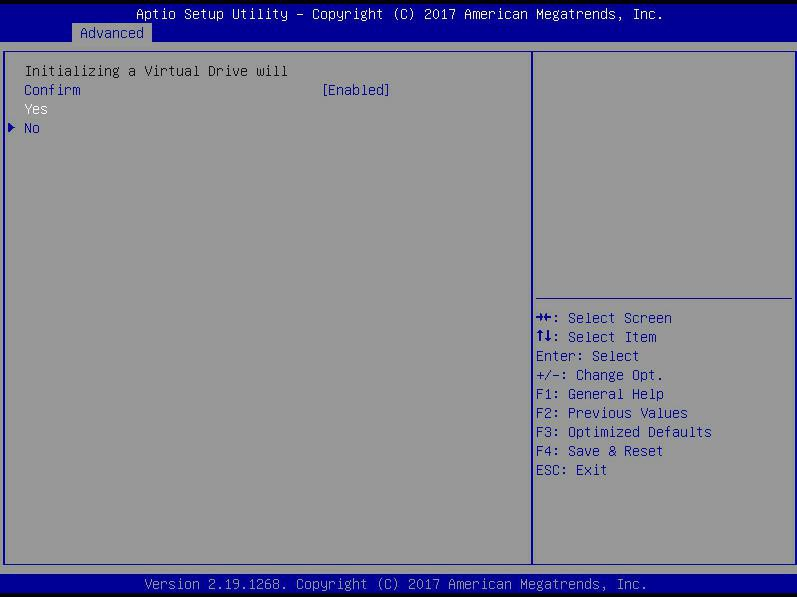 Aptio Setup Utility – Copyright (C) 2017 American Megatrends, Inc.
Advanced
Initializing a Virtual Drive will
Confirm [Enabled]
Yes
No
→←: Select Screen
↑↓: Select Item
Enter: Select
+/-: Change Opt.
F1: General Help
F2: Previous Values
F3: Optimized Defaults
F4: Save & Reset
ESC: Exit
Version 2.19.1268. Copyright (C) 2017 American Megatrends, Inc.